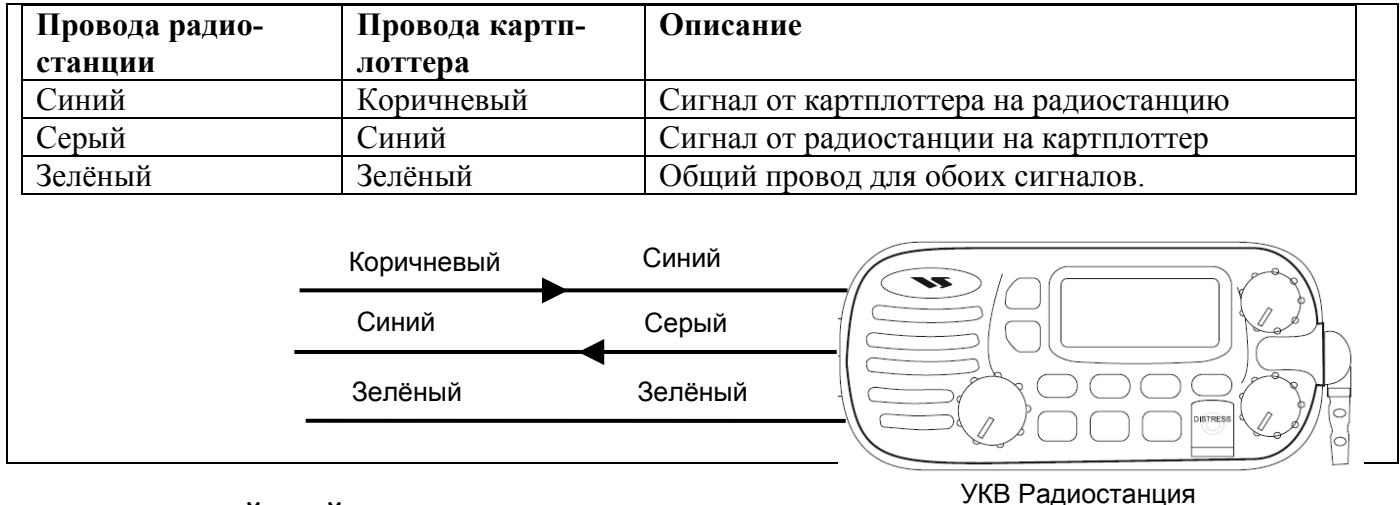 Провода радио-
станции
Провода картп-
лоттера
Описание
Синий Коричневый Сигнал от картплоттера на радиостанцию
Серый Синий Сигнал от радиостанции на картплоттер
Зелёный Зелёный Общий провод для обоих сигналов.
Коричневый Синий
Синий Серый
Зелёный Зелёный
DISTRESS
УКВ Радиостанция